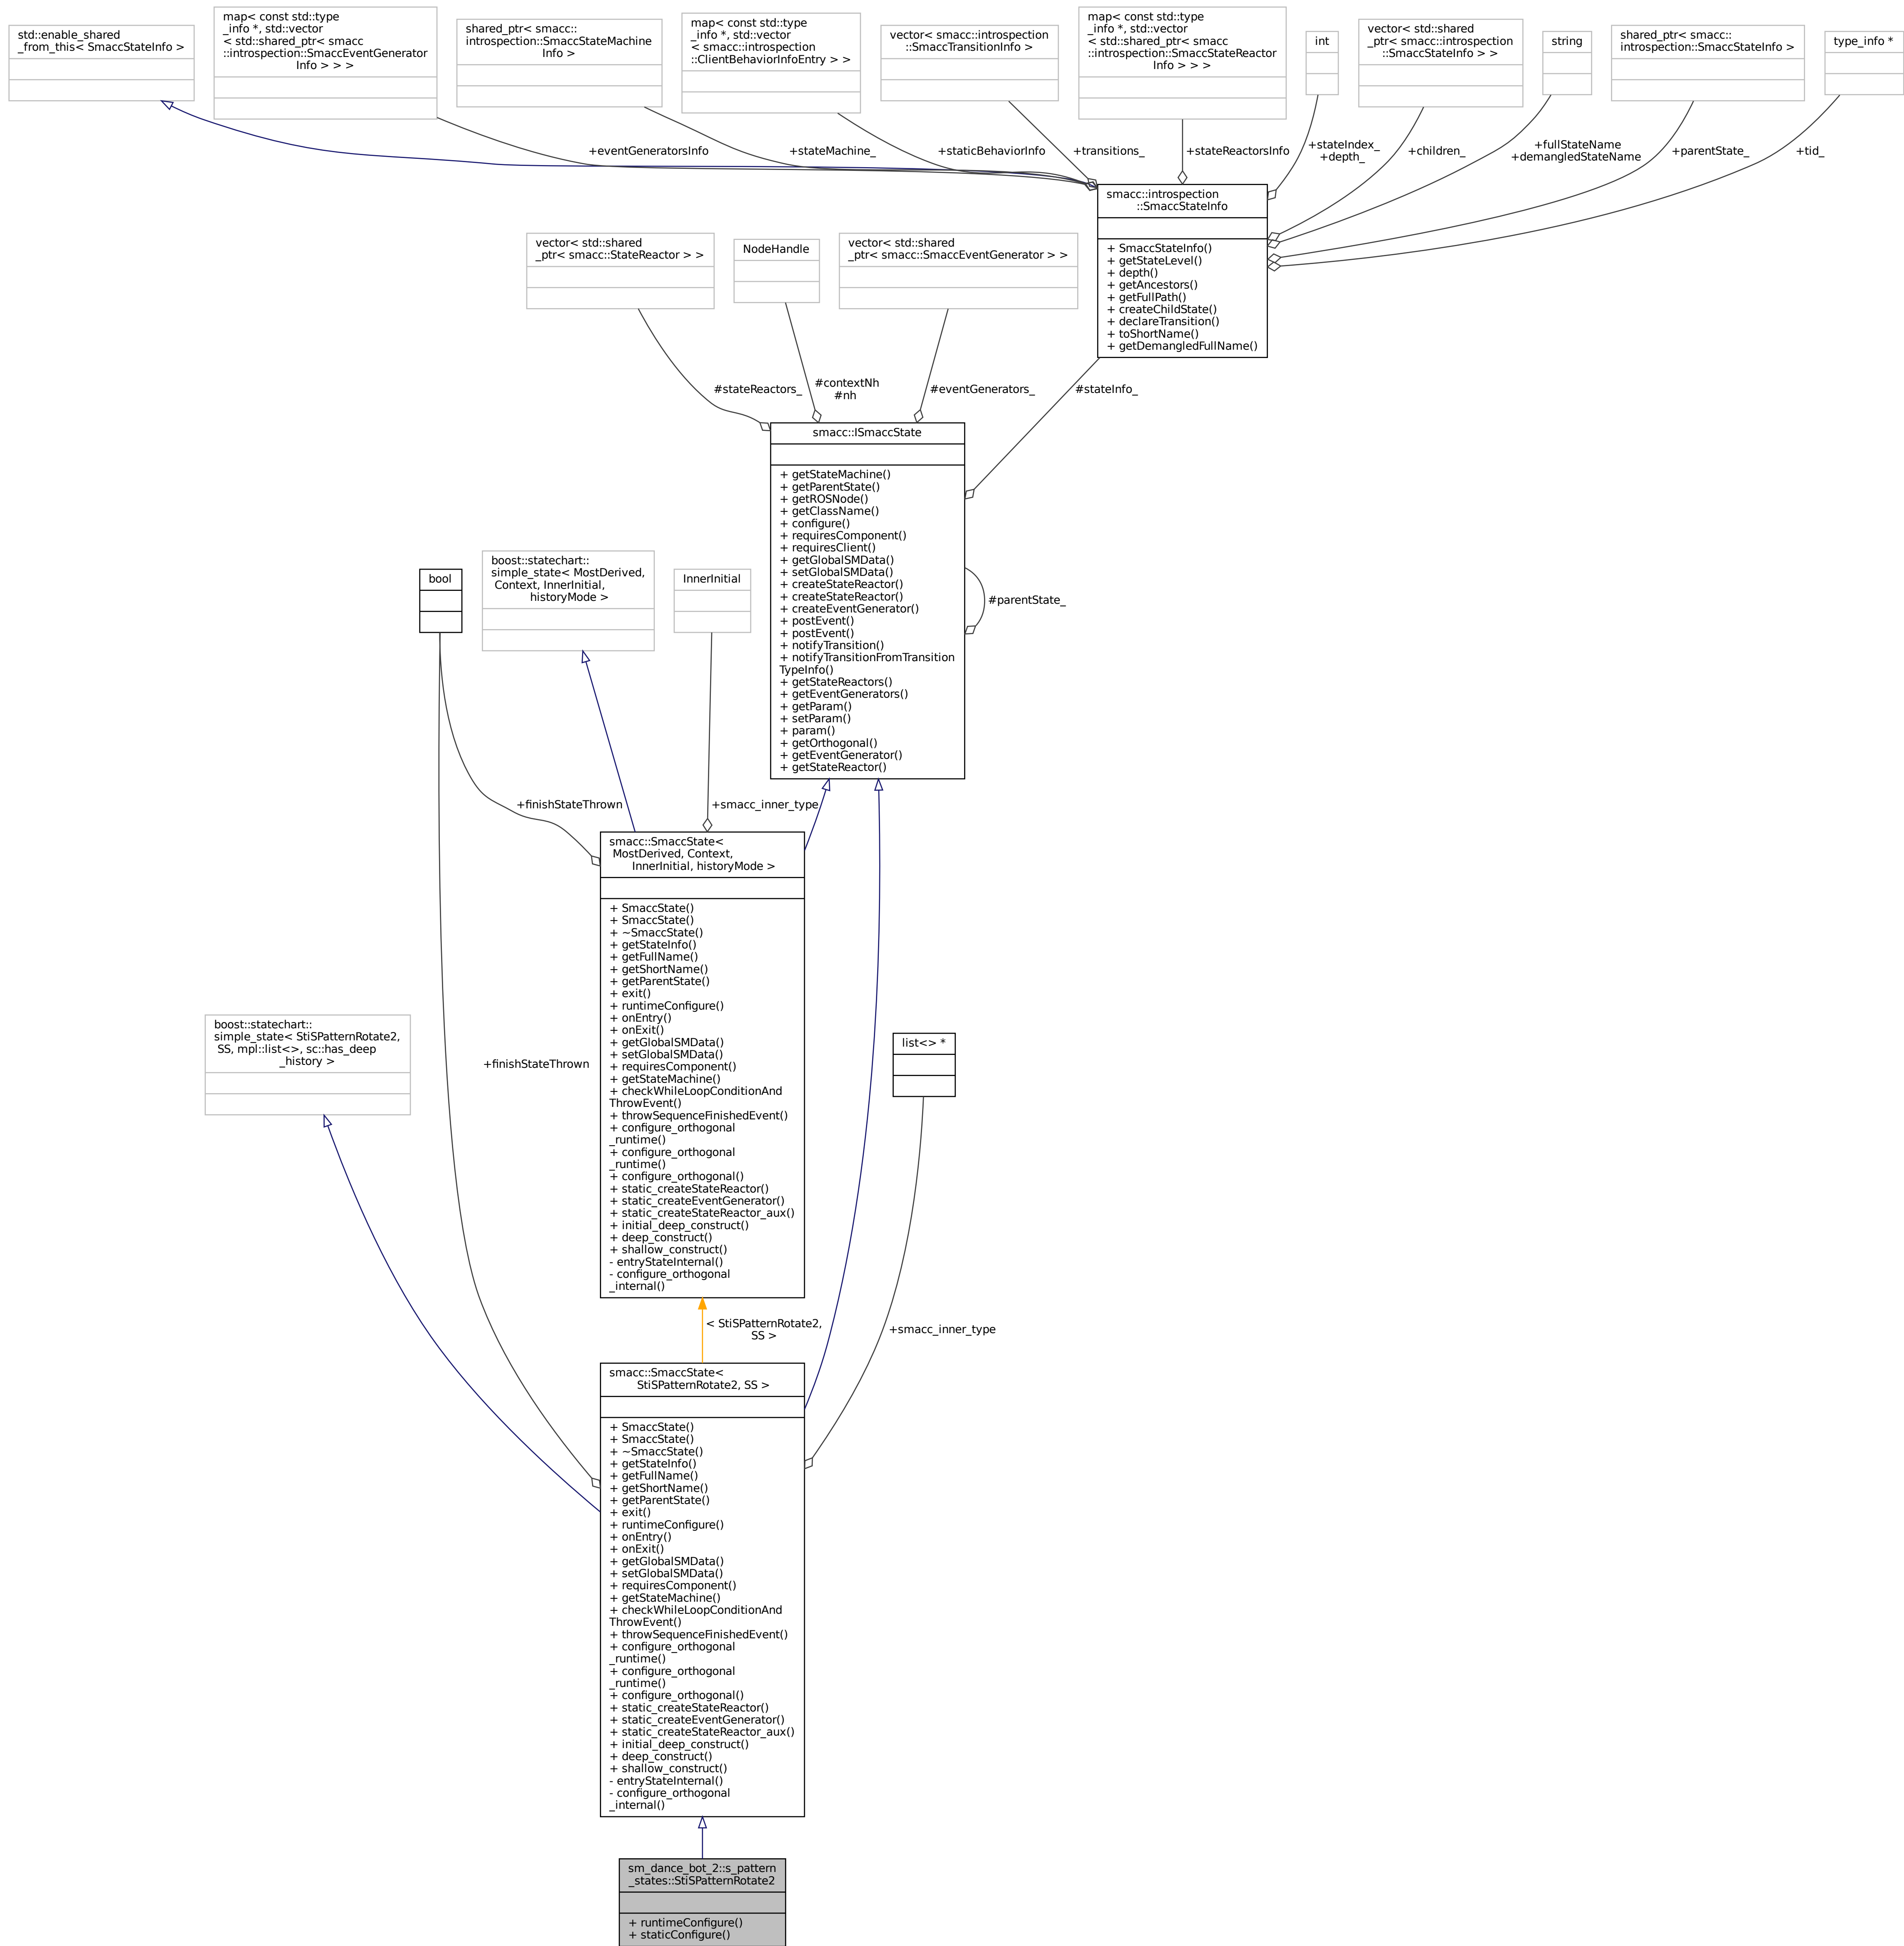 std::enable_shared
_from_this< SmaccStateInfo >
map< const std::type
_info *, std::vector
< std::shared_ptr< smacc
::introspection::SmaccEventGenerator
Info > > >
shared_ptr< smacc::
introspection::SmaccStateMachine
Info >
map< const std::type
_info *, std::vector
< smacc::introspection
::ClientBehaviorInfoEntry > >
vector< smacc::introspection
::SmaccTransitionInfo >
map< const std::type
_info *, std::vector
< std::shared_ptr< smacc
::introspection::SmaccStateReactor
Info > > >
int
vector< std::shared
_ptr< smacc::introspection
::SmaccStateInfo > >
string
shared_ptr< smacc::
introspection::SmaccStateInfo >
type_info *
+eventGeneratorsInfo
+stateMachine_
+staticBehaviorInfo
+transitions_
+stateReactorsInfo
+stateIndex_
+depth_
+children_
+fullStateName
+demangledStateName
+parentState_
+tid_
smacc::introspection
::SmaccStateInfo
+ SmaccStateInfo()
+ getStateLevel()
+ depth()
+ getAncestors()
+ getFullPath()
+ createChildState()
+ declareTransition()
+ toShortName()
+ getDemangledFullName()
vector< std::shared
_ptr< smacc::StateReactor > >
NodeHandle
vector< std::shared
_ptr< smacc::SmaccEventGenerator > >
#stateReactors_
#contextNh
#nh
#eventGenerators_
#stateInfo_
smacc::ISmaccState
+ getStateMachine()
+ getParentState()
+ getROSNode()
+ getClassName()
+ configure()
+ requiresComponent()
+ requiresClient()
+ getGlobalSMData()
+ setGlobalSMData()
+ createStateReactor()
+ createStateReactor()
+ createEventGenerator()
+ postEvent()
+ postEvent()
+ notifyTransition()
+ notifyTransitionFromTransition
TypeInfo()
+ getStateReactors()
+ getEventGenerators()
+ getParam()
+ setParam()
+ param()
+ getOrthogonal()
+ getEventGenerator()
+ getStateReactor()
#parentState_
bool
boost::statechart::
simple_state< MostDerived,
Context, InnerInitial,
historyMode >
InnerInitial
+finishStateThrown
+smacc_inner_type
smacc::SmaccState<
MostDerived, Context,
InnerInitial, historyMode >
+ SmaccState()
+ SmaccState()
+ ~SmaccState()
+ getStateInfo()
+ getFullName()
+ getShortName()
+ getParentState()
+ exit()
+ runtimeConfigure()
+ onEntry()
+ onExit()
+ getGlobalSMData()
+ setGlobalSMData()
+ requiresComponent()
+ getStateMachine()
+ checkWhileLoopConditionAnd
ThrowEvent()
+ throwSequenceFinishedEvent()
+ configure_orthogonal
_runtime()
+ configure_orthogonal
_runtime()
+ configure_orthogonal()
+ static_createStateReactor()
+ static_createEventGenerator()
+ static_createStateReactor_aux()
+ initial_deep_construct()
+ deep_construct()
+ shallow_construct()
- entryStateInternal()
- configure_orthogonal
_internal()
boost::statechart::
simple_state< StiSPatternRotate2,
SS, mpl::list<>, sc::has_deep
_history >
+finishStateThrown
list<> *
< StiSPatternRotate2,
SS >
+smacc_inner_type
smacc::SmaccState<
StiSPatternRotate2, SS >
+ SmaccState()
+ SmaccState()
+ ~SmaccState()
+ getStateInfo()
+ getFullName()
+ getShortName()
+ getParentState()
+ exit()
+ runtimeConfigure()
+ onEntry()
+ onExit()
+ getGlobalSMData()
+ setGlobalSMData()
+ requiresComponent()
+ getStateMachine()
+ checkWhileLoopConditionAnd
ThrowEvent()
+ throwSequenceFinishedEvent()
+ configure_orthogonal
_runtime()
+ configure_orthogonal
_runtime()
+ configure_orthogonal()
+ static_createStateReactor()
+ static_createEventGenerator()
+ static_createStateReactor_aux()
+ initial_deep_construct()
+ deep_construct()
+ shallow_construct()
- entryStateInternal()
- configure_orthogonal
_internal()
sm_dance_bot_2::s_pattern
_states::StiSPatternRotate2
+ runtimeConfigure()
+ staticConfigure()